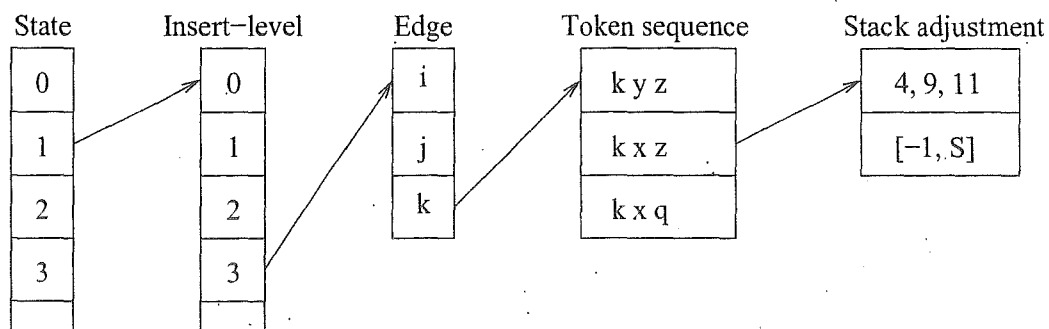 State Insert-level Edge Token sequence Stack adjustment
0 0 i k y z 4, 9, 11
1 1 j k x z [-1, S]
2 2 k k x q
3 3